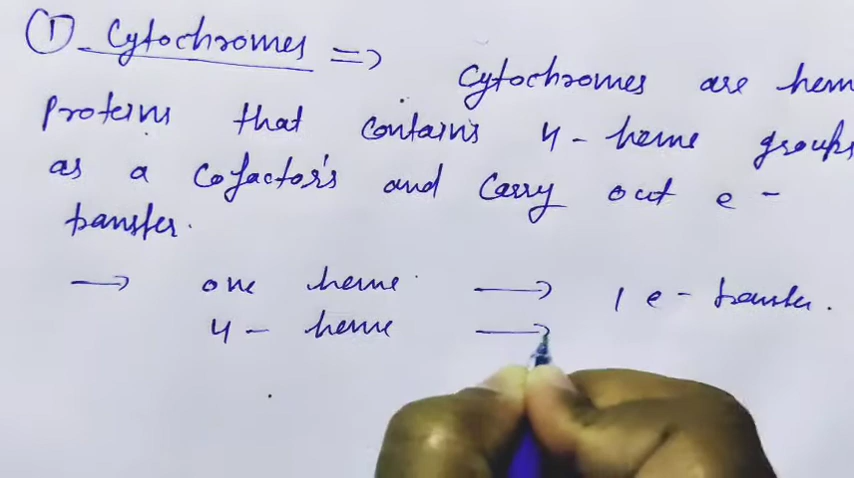 ① Cytochromes => Cytochromes are hem
proteins that contains 4 - heme groups
as a cofactor's and carry out e -
transfer.
→ one heme → 1 e - transfer.
4 - heme →